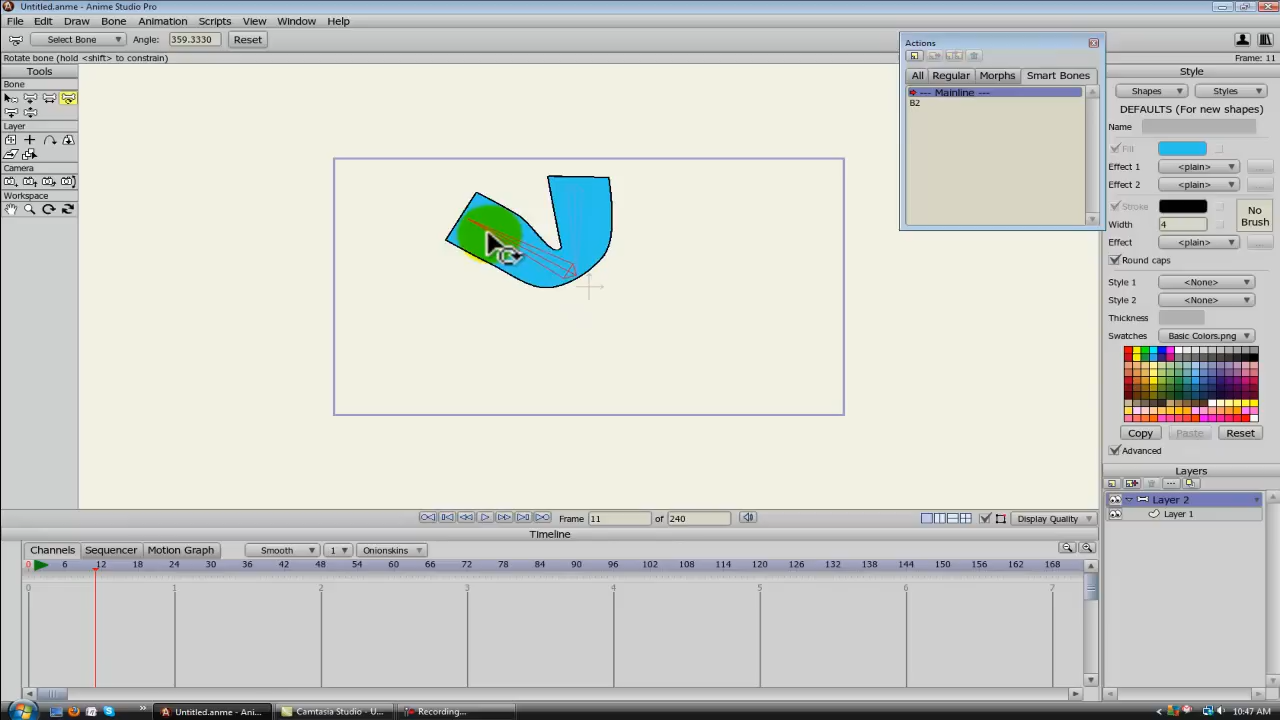 Untitled.anme - Anime Studio Pro
File Edit Draw Bone Animation Scripts View Window Help
Select Bone Angle: 359.3330 Reset
Rotate bone (hold <shift> to constrain) Frame: 11
Tools
Bone
Layer
Camera
Workspace
Actions
All Regular Morphs Smart Bones
--- Mainline ---
B2
Style
Shapes Styles
DEFAULTS (For new shapes)
Name
Fill
Effect 1 <plain> ...
Effect 2 <plain> ...
Stroke No Brush
Width 4
Effect <plain> ...
Round caps
Style 1 <None>
Style 2 <None>
Thickness
Swatches Basic Colors.png
Copy Paste Reset
Advanced
Layers
Layer 2
Layer 1
Frame 11 of 240 Display Quality
Timeline
Channels Sequencer Motion Graph Smooth 1 Onionskins
0 6 12 18 24 30 36 42 48 54 60 66 72 78 84 90 96 102 108 114 120 126 132 138 144 150 156 162 168
0 1 2 3 4 5 6 7
Untitled.anme - Ani... Camtasia Studio - U... Recording... 10:47 AM